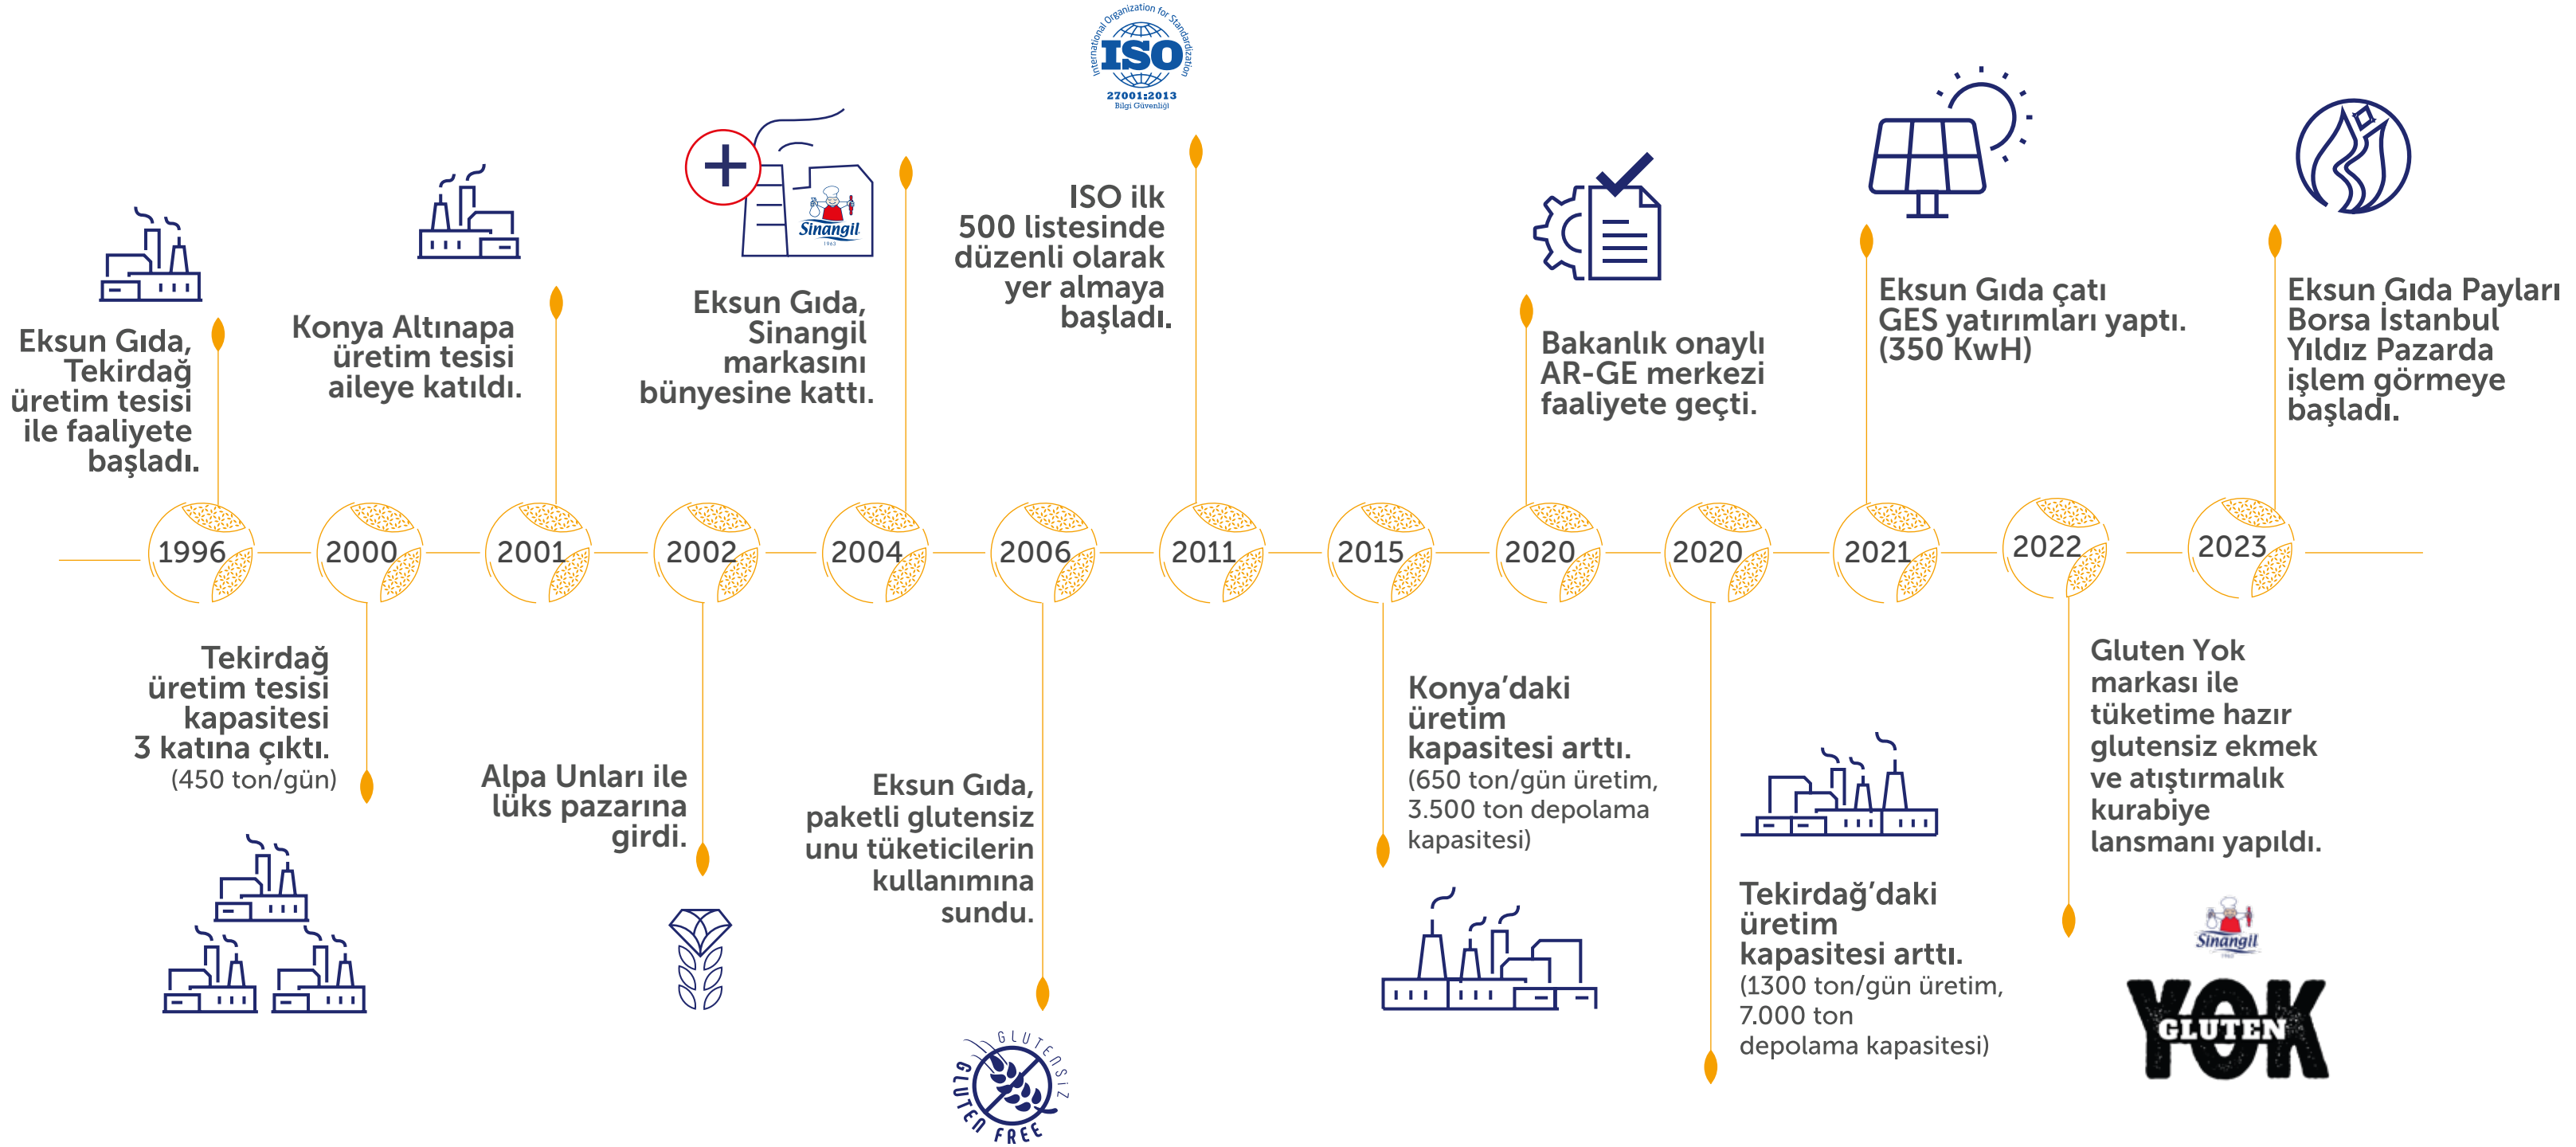 International Organization for Standardization
ISO
27001:2013
Bilgi Güvenliği
Eksun Gıda,
Tekirdağ
üretim tesisi
ile faaliyete
başladı.
Konya Altınapa
üretim tesisi
aileye katıldı.
Sinangil
1963
Eksun Gıda,
Sinangil
markasını
bünyesine kattı.
ISO ilk
500 listesinde
düzenli olarak
yer almaya
başladı.
Bakanlık onaylı
AR-GE merkezi
faaliyete geçti.
Eksun Gıda çatı
GES yatırımları yaptı.
(350 KwH)
Eksun Gıda Payları
Borsa İstanbul
Yıldız Pazarda
işlem görmeye
başladı.
1996
2000
2001
2002
2004
2006
2011
2015
2020
2020
2021
2022
2023
Tekirdağ
üretim tesisi
kapasitesi
3 katına çıktı.
(450 ton/gün)
Alpa Unları ile
lüks pazarına
girdi.
Eksun Gıda,
paketli glutensiz
unu tüketicilerin
kullanımına
sundu.
GLUTENSİZ
GLUTEN FREE
Konya’daki
üretim
kapasitesi arttı.
(650 ton/gün üretim,
3.500 ton depolama
kapasitesi)
Tekirdağ’daki
üretim
kapasitesi arttı.
(1300 ton/gün üretim,
7.000 ton
depolama kapasitesi)
Gluten Yok
markası ile
tüketime hazır
glutensiz ekmek
ve atıştırmalık
kurabiye
lansmanı yapıldı.
Sinangil
1963
YOK
GLUTEN